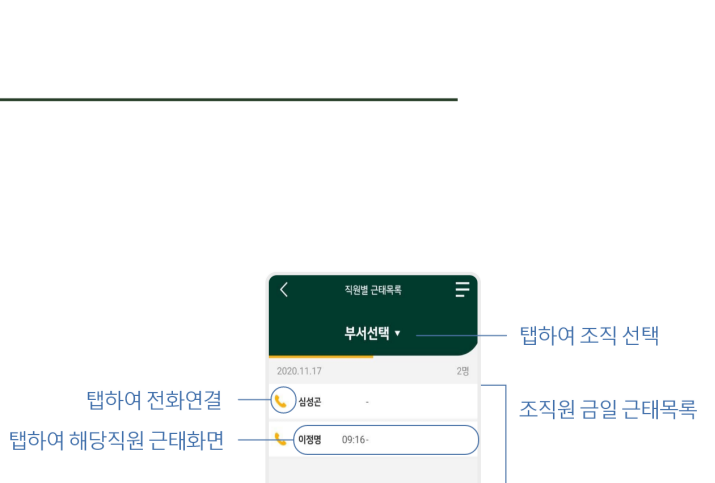 직원별 근태목록
부서선택 ▼
탭하여 조직 선택
2020.11.17 2명
탭하여 전화연결
심성곤 -
조직원 금일 근태목록
탭하여 해당직원 근태화면
이정명 09:16-